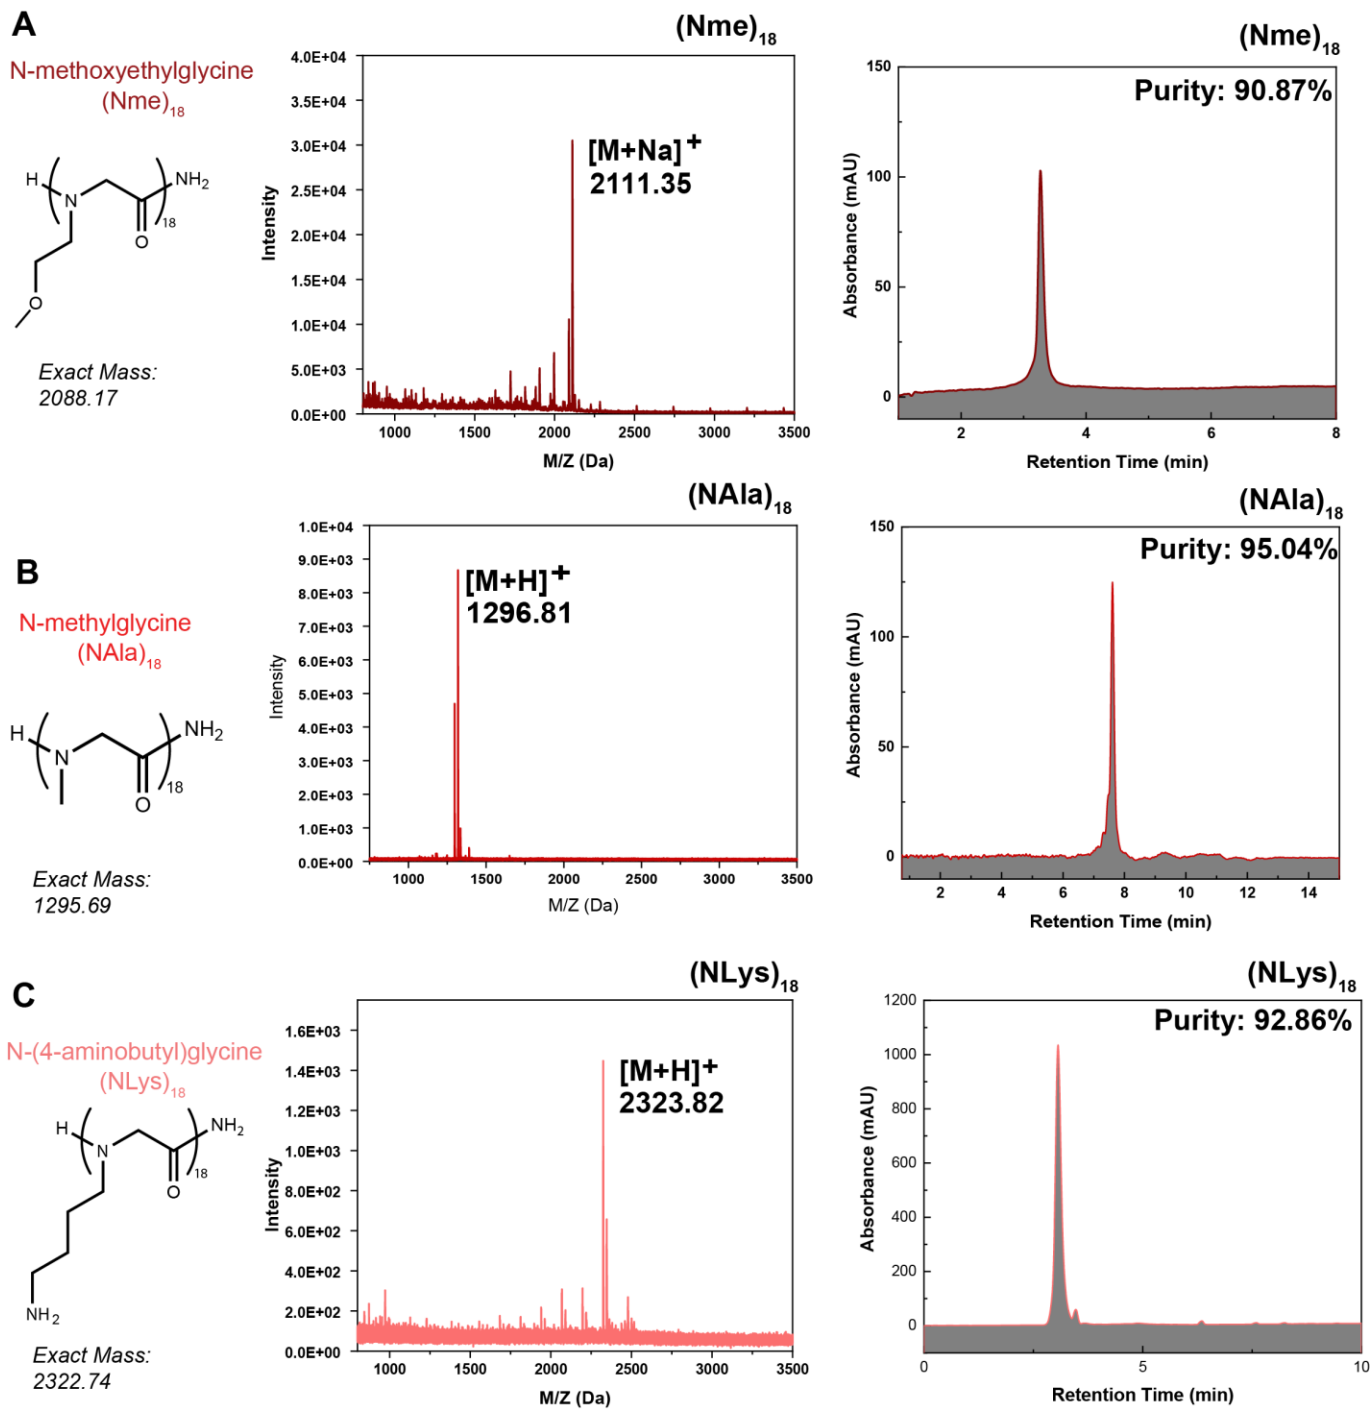 A
(Nme)18
(Nme)18
N-methoxyethylglycine
(Nme)18
H
N
O
18
NH2
O
Exact Mass:
2088.17
4.0E+04
3.5E+04
3.0E+04
2.5E+04
2.0E+04
1.5E+04
1.0E+04
5.0E+03
0.0E+00
Intensity
[M+Na]+
2111.35
1000
1500
2000
2500
3000
3500
M/Z (Da)
150
100
50
0
Absorbance (mAU)
Purity: 90.87%
2
4
6
8
Retention Time (min)
B
(NAla)18
(NAla)18
N-methylglycine
(NAla)18
H
N
O
18
NH2
Exact Mass:
1295.69
1.0E+04
9.0E+03
8.0E+03
7.0E+03
6.0E+03
5.0E+03
4.0E+03
3.0E+03
2.0E+03
1.0E+03
0.0E+00
Intensity
[M+H]+
1296.81
1000
1500
2000
2500
3000
3500
M/Z (Da)
150
100
50
0
Absorbance (mAU)
Purity: 95.04%
2
4
6
8
10
12
14
Retention Time (min)
C
(NLys)18
(NLys)18
N-(4-aminobutyl)glycine
(NLys)18
H
N
O
18
NH2
NH2
Exact Mass:
2322.74
1.6E+03
1.4E+03
1.2E+03
1.0E+03
8.0E+02
6.0E+02
4.0E+02
2.0E+02
0.0E+00
Intensity
[M+H]+
2323.82
1000
1500
2000
2500
3000
3500
M/Z (Da)
1200
1000
800
600
400
200
0
Absorbance (mAU)
Purity: 92.86%
0
5
10
Retention Time (min)